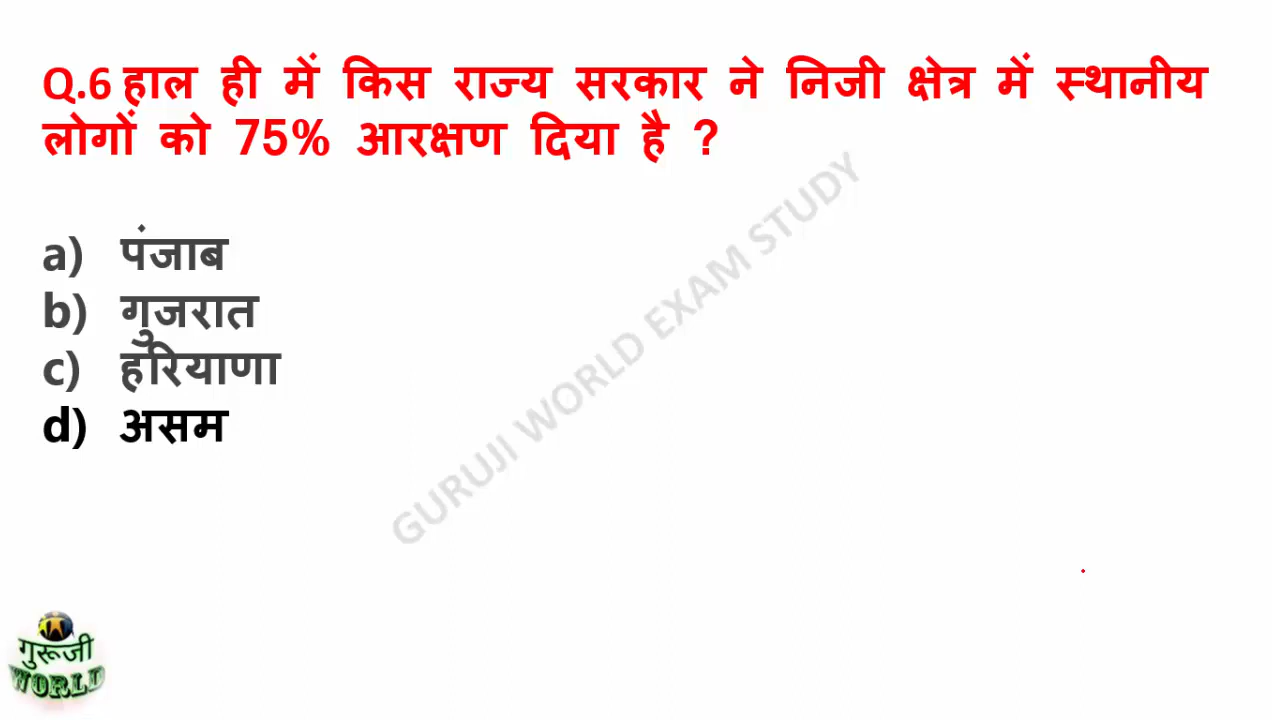 Q.6 हाल ही में किस राज्य सरकार ने निजी क्षेत्र में स्थानीय
लोगों को 75% आरक्षण दिया है ?
a) पंजाब
b) गुजरात
c) हरियाणा
d) असम
GURUJI WORLD EXAM STUDY
गुरूजी
WORLD